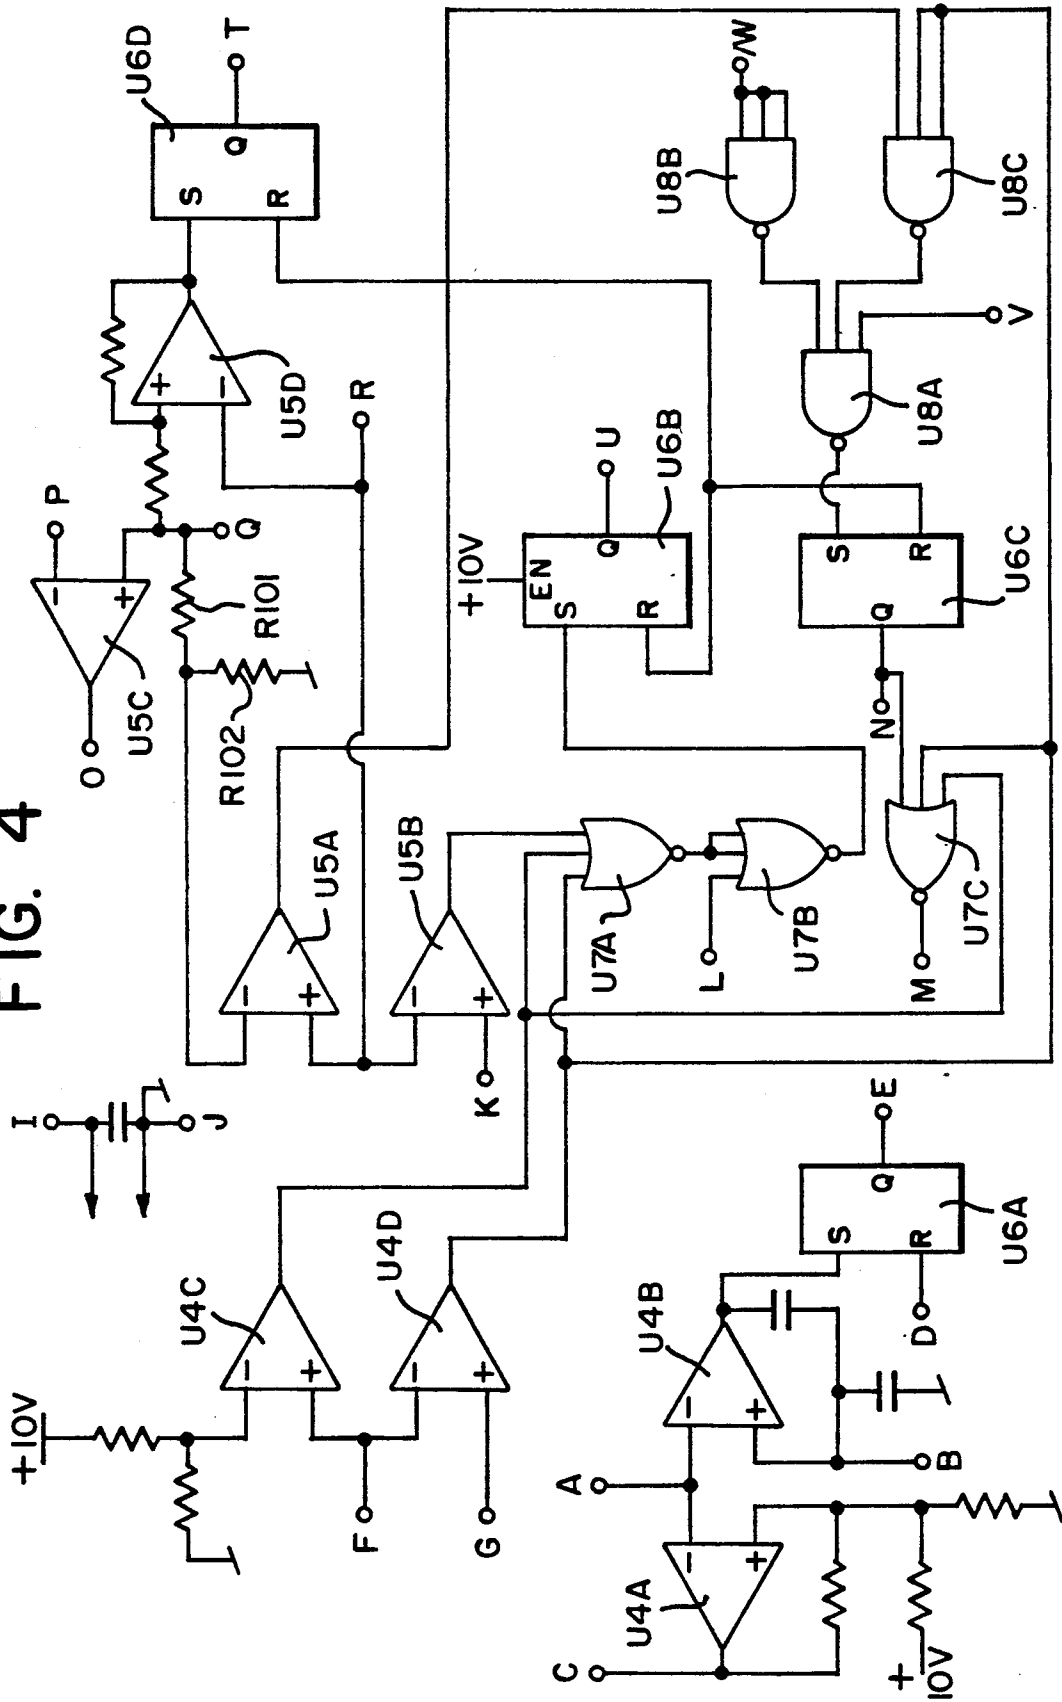 FIG. 4
+10V
F
G
U4C
-
+
U4D
-
+
I
J
U5A
-
+
K
U5B
-
+
O
U5C
-
+
P
Q
R101
R102
U5D
+
-
R
U6D
S
R
Q
T
A
B
C
+
10V
U4A
-
+
U4B
-
+
D
E
U6A
S
R
Q
U7A
L
U7B
+10V
EN
S
R
Q
U
U6B
M
U7C
N
Q
S
R
U6C
U8A
V
U8B
/W
U8C